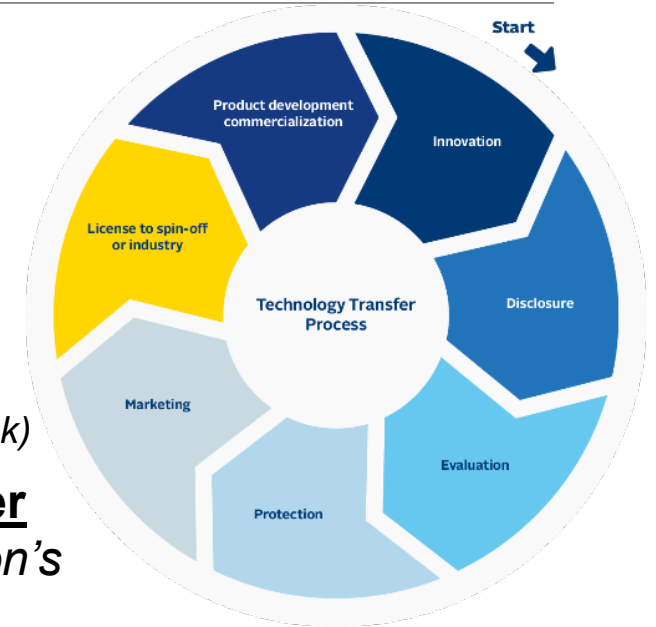 Start
Product development
commercialization
Innovation
License to spin-off
or industry
Technology Transfer
Process
Disclosure
Marketing
k)
Evaluation
er
Protection
on's